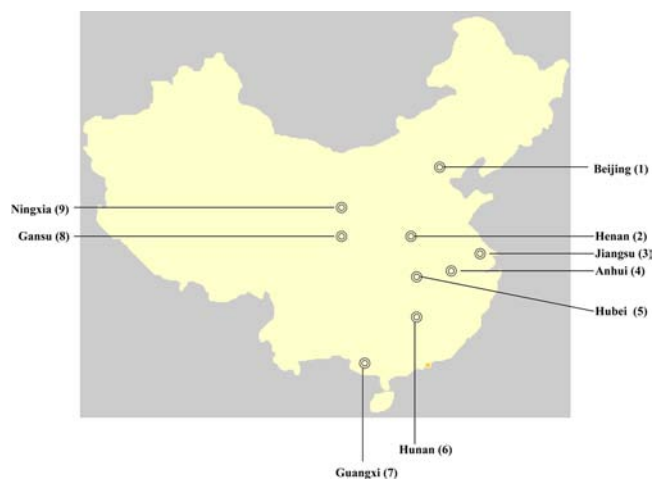 Beijing (1)
Ningxia (9)
Gansu (8)
Henan (2)
Jiangsu (3)
Anhui (4)
Hubei (5)
Hunan (6)
Guangxi (7)